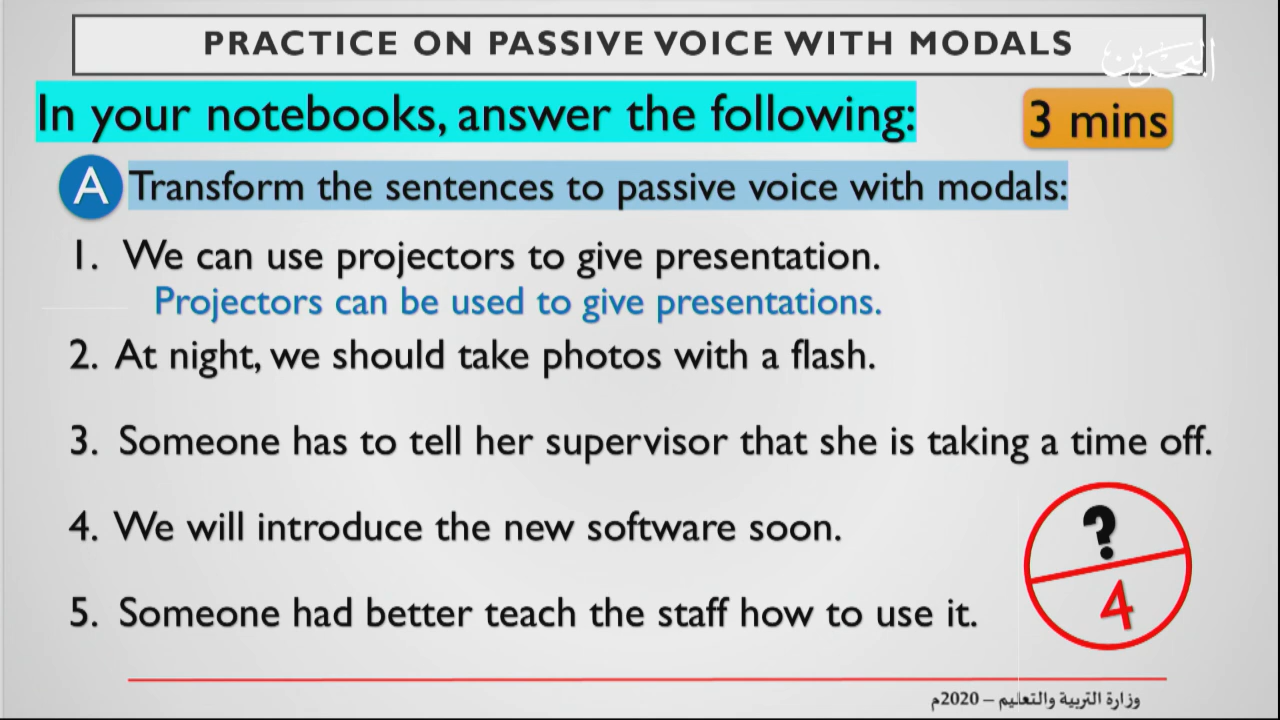 PRACTICE ON PASSIVE VOICE WITH MODALS
البحرين
In your notebooks, answer the following:
3 mins
A Transform the sentences to passive voice with modals:
1. We can use projectors to give presentation.
Projectors can be used to give presentations.
2. At night, we should take photos with a flash.
3. Someone has to tell her supervisor that she is taking a time off.
4. We will introduce the new software soon.
5. Someone had better teach the staff how to use it.
?
4
وزارة التربية والتعليم – 2020م